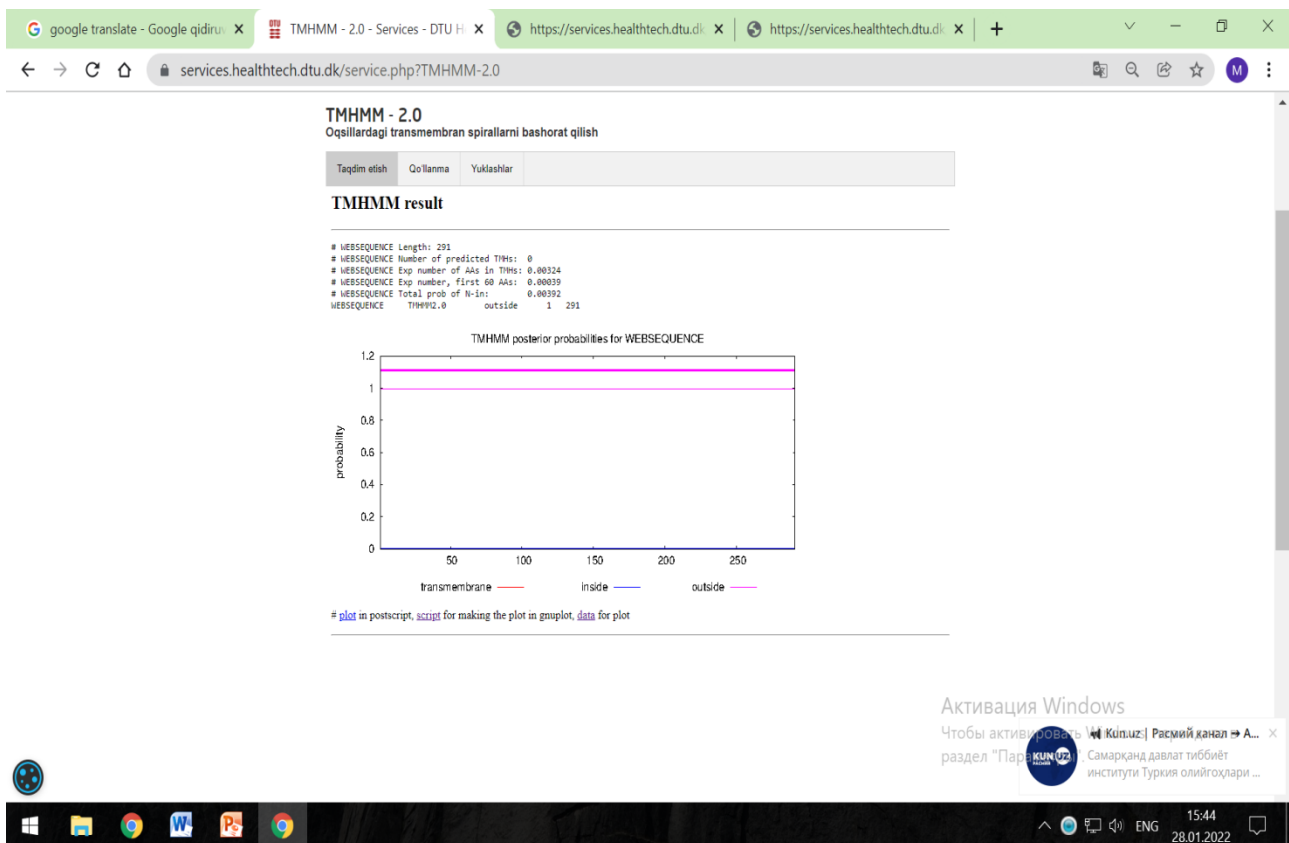 google translate - Google qidiruv
TMHMM - 2.0 - Services - DTU H
https://services.healthtech.dtu.dk
https://services.healthtech.dtu.dk
services.healthtech.dtu.dk/service.php?TMHMM-2.0
M
TMHMM - 2.0
Oqsillardagi transmembran spirallarni bashorat qilish
Taqdim etish Qo'llanma Yuklashlar
TMHMM result
# WEBSEQUENCE Length: 291
# WEBSEQUENCE Number of predicted TMHs: 0
# WEBSEQUENCE Exp number of AAs in TMHs: 0.00324
# WEBSEQUENCE Exp number, first 60 AAs: 0.00039
# WEBSEQUENCE Total prob of N-in: 0.00392
WEBSEQUENCE TMHMM2.0 outside 1 291
TMHMM posterior probabilities for WEBSEQUENCE
1.2
1
0.8
0.6
0.4
0.2
0
probability
50 100 150 200 250
transmembrane inside outside
# plot in postscript, script for making the plot in gnuplot, data for plot
Активация Windows
Чтобы активировать Windows
раздел "Пара
KUN UZ
Kun.uz| Расмий канал → A...
Самарқанд давлат тиббиёт
институти Туркия олийгоҳлари ...
ENG
15:44
28.01.2022